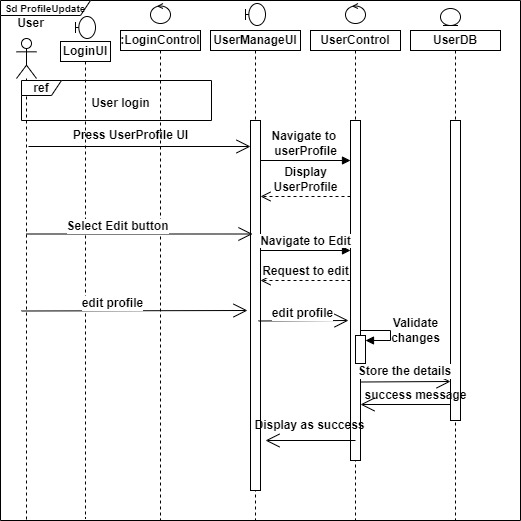 Sd ProfileUpdate
User
LoginUI
:LoginControl
UserManageUI
UserControl
UserDB
ref
User login
Press UserProfile UI
Navigate to
userProfile
Display
UserProfile
Select Edit button
Navigate to Edit
Request to edit
edit profile
edit profile
Validate
changes
Store the details
success message
Display as success